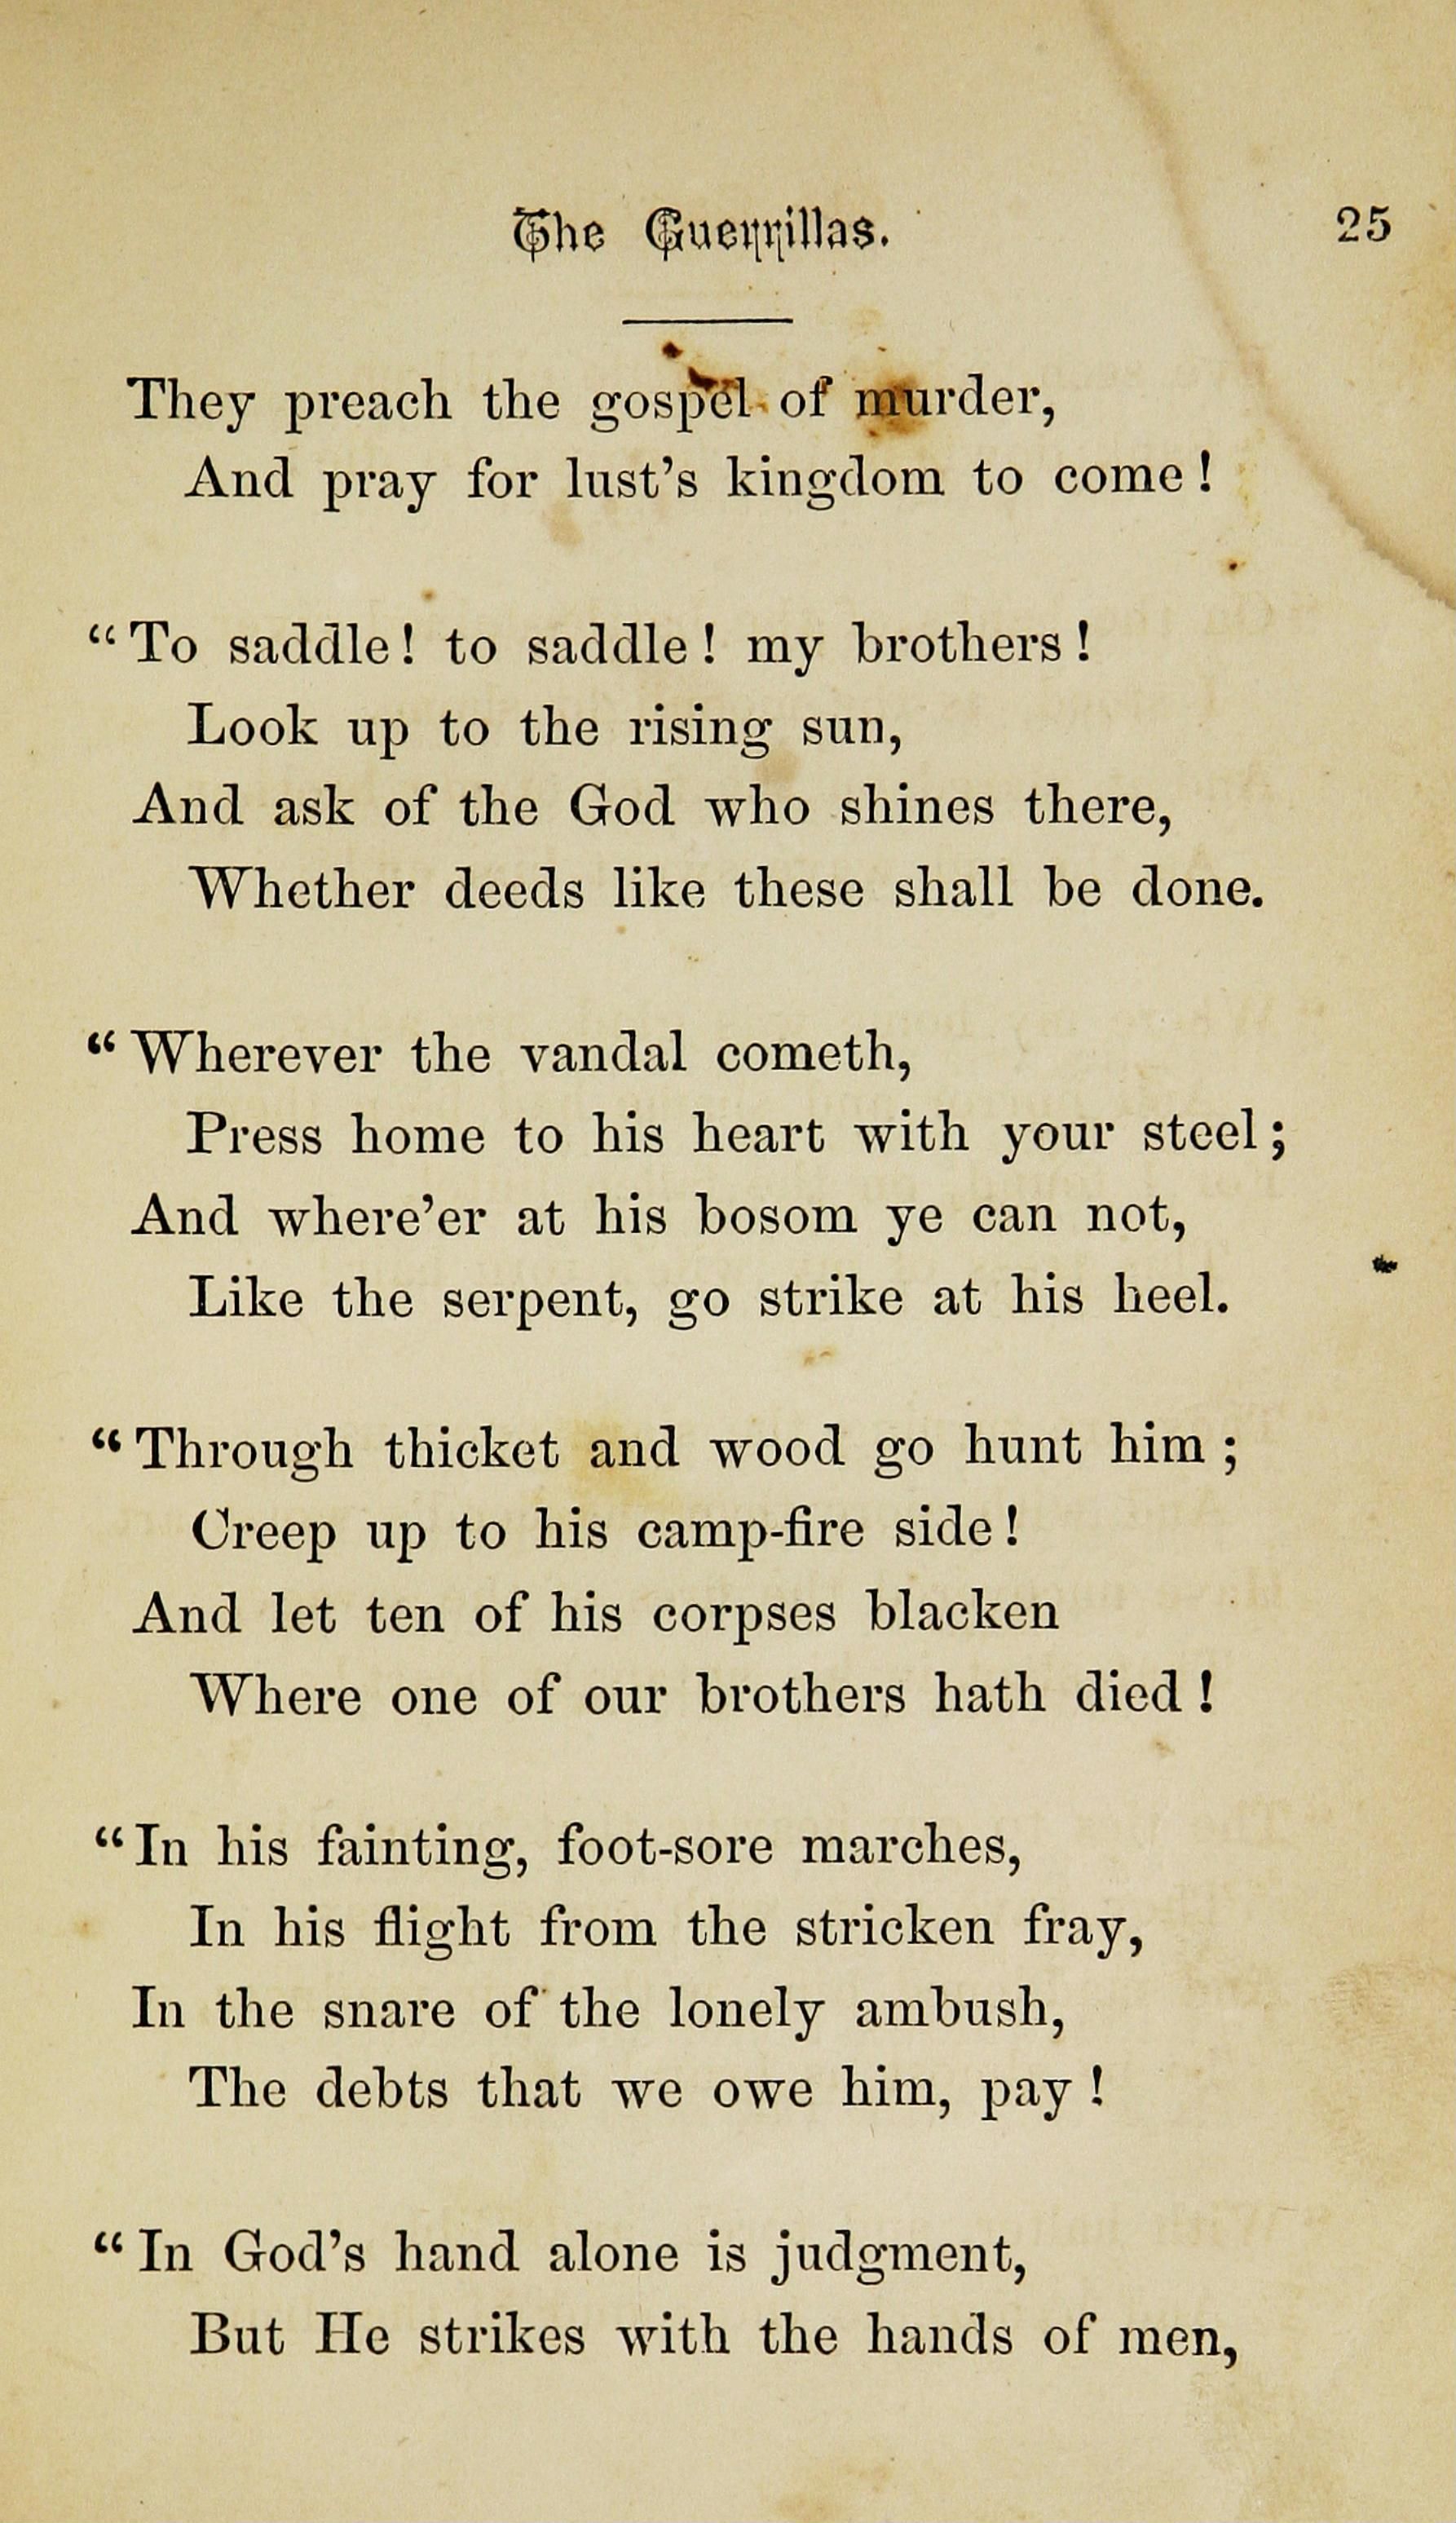 The Guerrillas. 25
They preach the gospel of murder,
And pray for lust's kingdom to come!
"To saddle! to saddle! my brothers!
Look up to the rising sun,
And ask of the God who shines there,
Whether deeds like these shall be done.
"Wherever the vandal cometh,
Press home to his heart with your steel;
And where'er at his bosom ye can not,
Like the serpent, go strike at his heel.
"Through thicket and wood go hunt him;
Creep up to his camp-fire side!
And let ten of his corpses blacken
Where one of our brothers hath died!
"In his fainting, foot-sore marches,
In his flight from the stricken fray,
In the snare of the lonely ambush,
The debts that we owe him, pay!
"In God's hand alone is judgment,
But He strikes with the hands of men,